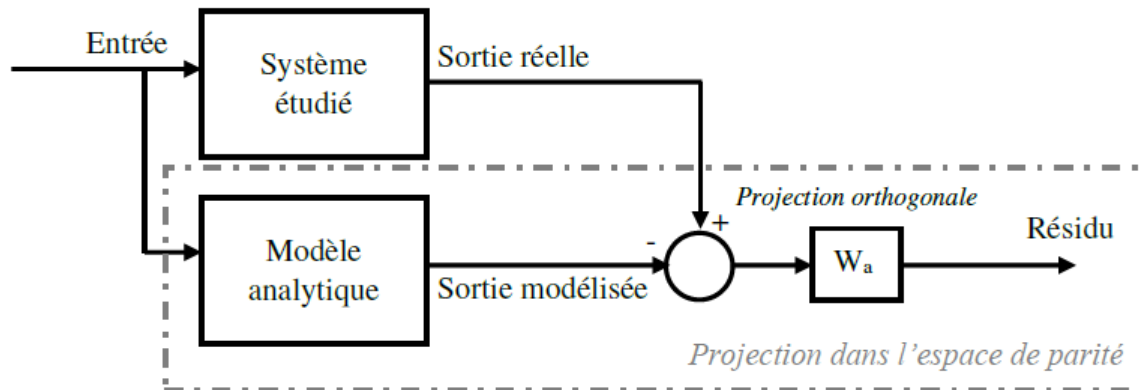 Entrée
Système
étudié
Sortie réelle
Projection orthogonale
+
-
Modèle
analytique
Sortie modélisée
Wa
Résidu
Projection dans l'espace de parité